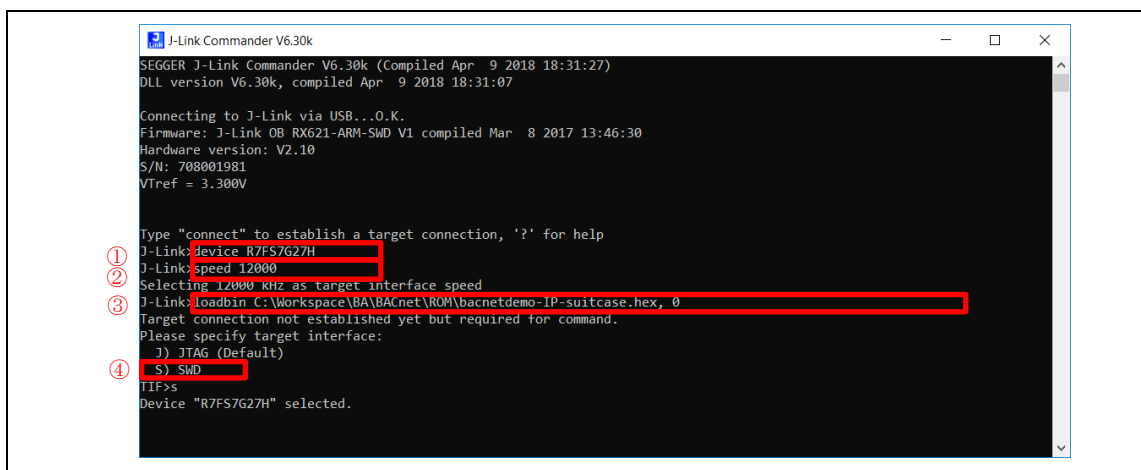 J-Link Commander V6.30k
SEGGER J-Link Commander V6.30k (Compiled Apr  9 2018 18:31:27)
DLL version V6.30k, compiled Apr  9 2018 18:31:07
Connecting to J-Link via USB...O.K.
Firmware: J-Link OB RX621-ARM-SWD V1 compiled Mar  8 2017 13:46:30
Hardware version: V2.10
S/N: 708001981
VTref = 3.300V
Type "connect" to establish a target connection, '?' for help
① J-Link>device R7FS7G27H
② J-Link>speed 12000
Selecting 12000 kHz as target interface speed
③ J-Link>loadbin C:\Workspace\BA\BACnet\ROM\bacnetdemo-IP-suitcase.hex, 0
Target connection not established yet but required for command.
Please specify target interface:
J) JTAG (Default)
④ S) SWD
TIF>s
Device "R7FS7G27H" selected.